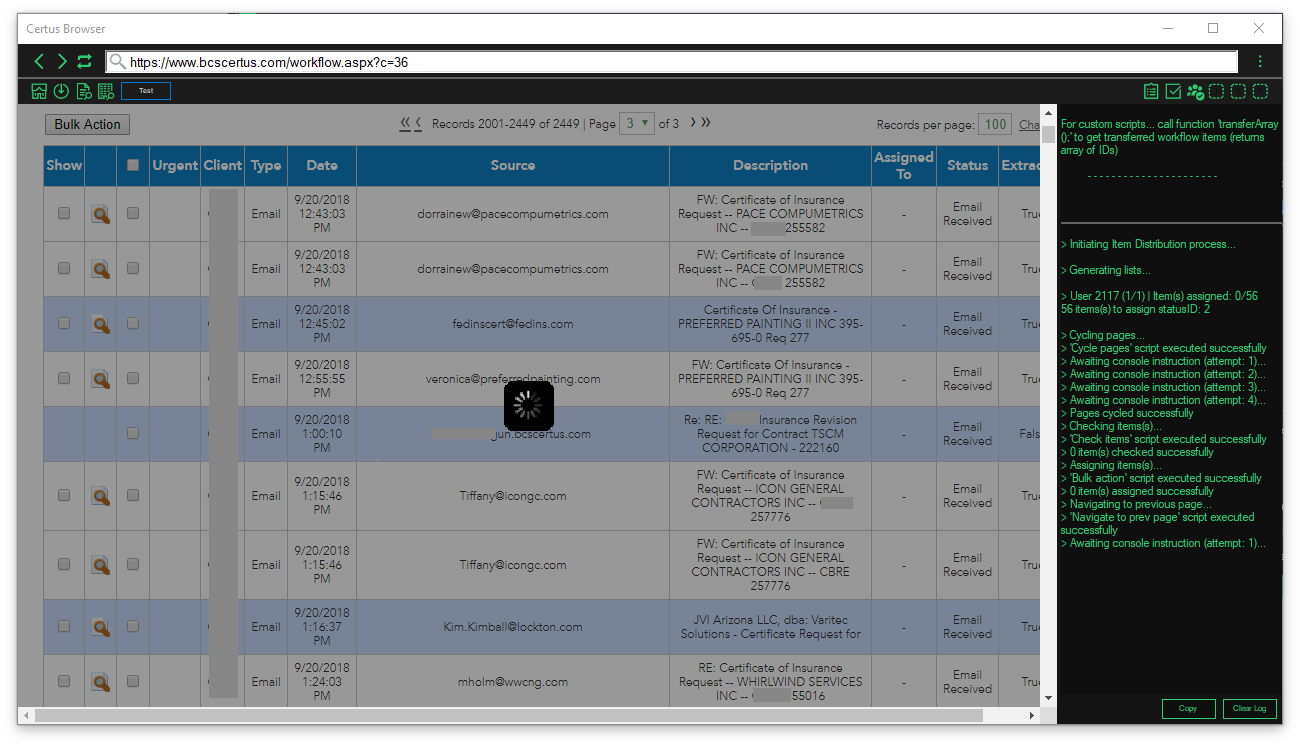 Certus Browser
https://www.bcscertus.com/workflow.aspx?c=36
Test
Bulk Action
Records 2001-2449 of 2449 | Page 3 of 3
Records per page: 100 Cha
Show Urgent Client Type Date Source Description Assigned To Status Extrac
Email
9/20/2018
12:43:03
PM
dorrainew@pacecompumetrics.com
FW: Certificate of Insurance
Request -- PACE COMPUMETRICS
INC -- 255582
-
Email
Received
True
Email
9/20/2018
12:43:03
PM
dorrainew@pacecompumetrics.com
FW: Certificate of Insurance
Request -- PACE COMPUMETRICS
INC -- 255582
-
Email
Received
True
Email
9/20/2018
12:45:02
PM
fedinscert@fedins.com
Certificate Of Insurance -
PREFERRED PAINTING II INC 395-
695-0 Req 277
-
Email
Received
True
Email
9/20/2018
12:55:55
PM
veronica@preferredpainting.com
FW: Certificate Of Insurance -
PREFERRED PAINTING II INC 395-
695-0 Req 277
-
Email
Received
True
Email
9/20/2018
1:00:10
PM
jun.bcscertus.com
Re: RE: Insurance Revision
Request for Contract TSCM
CORPORATION - 222160
-
Email
Received
Fals
Email
9/20/2018
1:15:46
PM
Tiffany@icongc.com
FW: Certificate of Insurance
Request -- ICON GENERAL
CONTRACTORS INC --
257776
-
Email
Received
True
Email
9/20/2018
1:15:46
PM
Tiffany@icongc.com
FW: Certificate of Insurance
Request -- ICON GENERAL
CONTRACTORS INC -- CBRE
257776
-
Email
Received
True
Email
9/20/2018
1:16:37
PM
Kim.Kimball@lockton.com
JVI Arizona LLC, dba: Varitec
Solutions - Certificate Request for
-
Email
Received
True
Email
9/20/2018
1:24:03
PM
mholm@wwcng.com
RE: Certificate of Insurance
Request -- WHIRLWIND SERVICES
INC -- 55016
-
Email
Received
True
For custom scripts... call function 'transferArray
();' to get transferred workflow items (returns
array of IDs)
- - - - - - - - - - - - - - - - - - - - - -
> Initiating Item Distribution process...
> Generating lists...
> User 2117 (1/1) | Item(s) assigned: 0/56
56 items(s) to assign statusID: 2
> Cycling pages...
> 'Cycle pages' script executed successfully
> Awaiting console instruction (attempt: 1)...
> Awaiting console instruction (attempt: 2)...
> Awaiting console instruction (attempt: 3)...
> Awaiting console instruction (attempt: 4)...
> Pages cycled successfully
> Checking items(s)...
> 'Check items' script executed successfully
> 0 item(s) checked successfully
> Assigning items(s)...
> 'Bulk action' script executed successfully
> 0 item(s) assigned successfully
> Navigating to previous page...
> 'Navigate to prev page' script executed
successfully
> Awaiting console instruction (attempt: 1)...
Copy
Clear Log